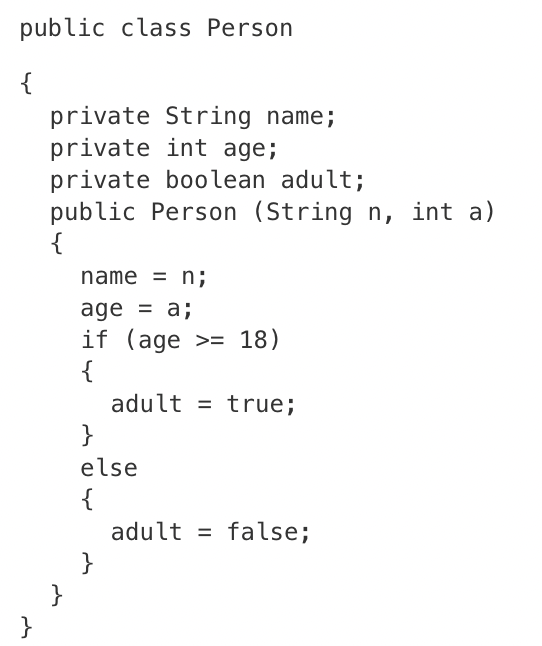 public class Person
{
private String name;
private int age;
private boolean adult;
public Person (String n, int a)
{
name = n;
age = a;
if (age >= 18)
{
adult = true;
}
else
{
adult = false;
}
}
}